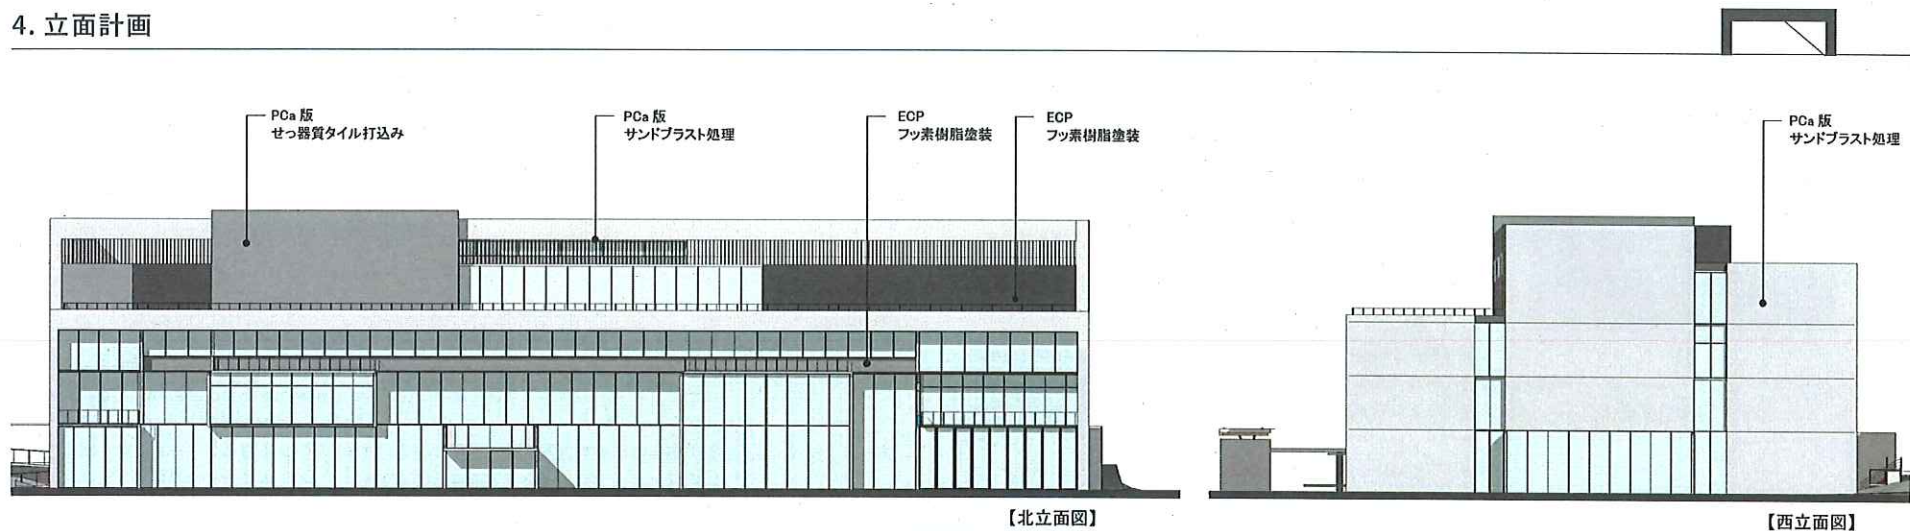 4. 立面計画
PCa 版
せっ器質タイル打込み
PCa 版
サンドブラスト処理
ECP
フッ素樹脂塗装
ECP
フッ素樹脂塗装
PCa 版
サンドブラスト処理
【北立面図】
【西立面図】